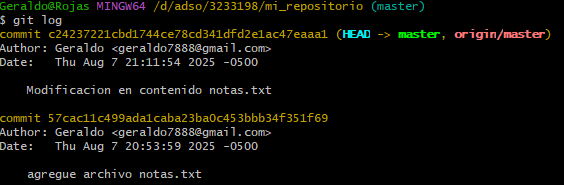 Geraldo@Rojas MINGW64 /d/adso/3233198/mi_repositorio (master)
$ git log
commit c24237221cbd1744ce78cd341dfd2e1ac47eaaa1 (HEAD -> master, origin/master)
Author: Geraldo <geraldo7888@gmail.com>
Date:   Thu Aug 7 21:11:54 2025 -0500
    Modificacion en contenido notas.txt
commit 57cac11c499ada1caba23ba0c453bbb34f351f69
Author: Geraldo <geraldo7888@gmail.com>
Date:   Thu Aug 7 20:53:59 2025 -0500
    agregue archivo notas.txt